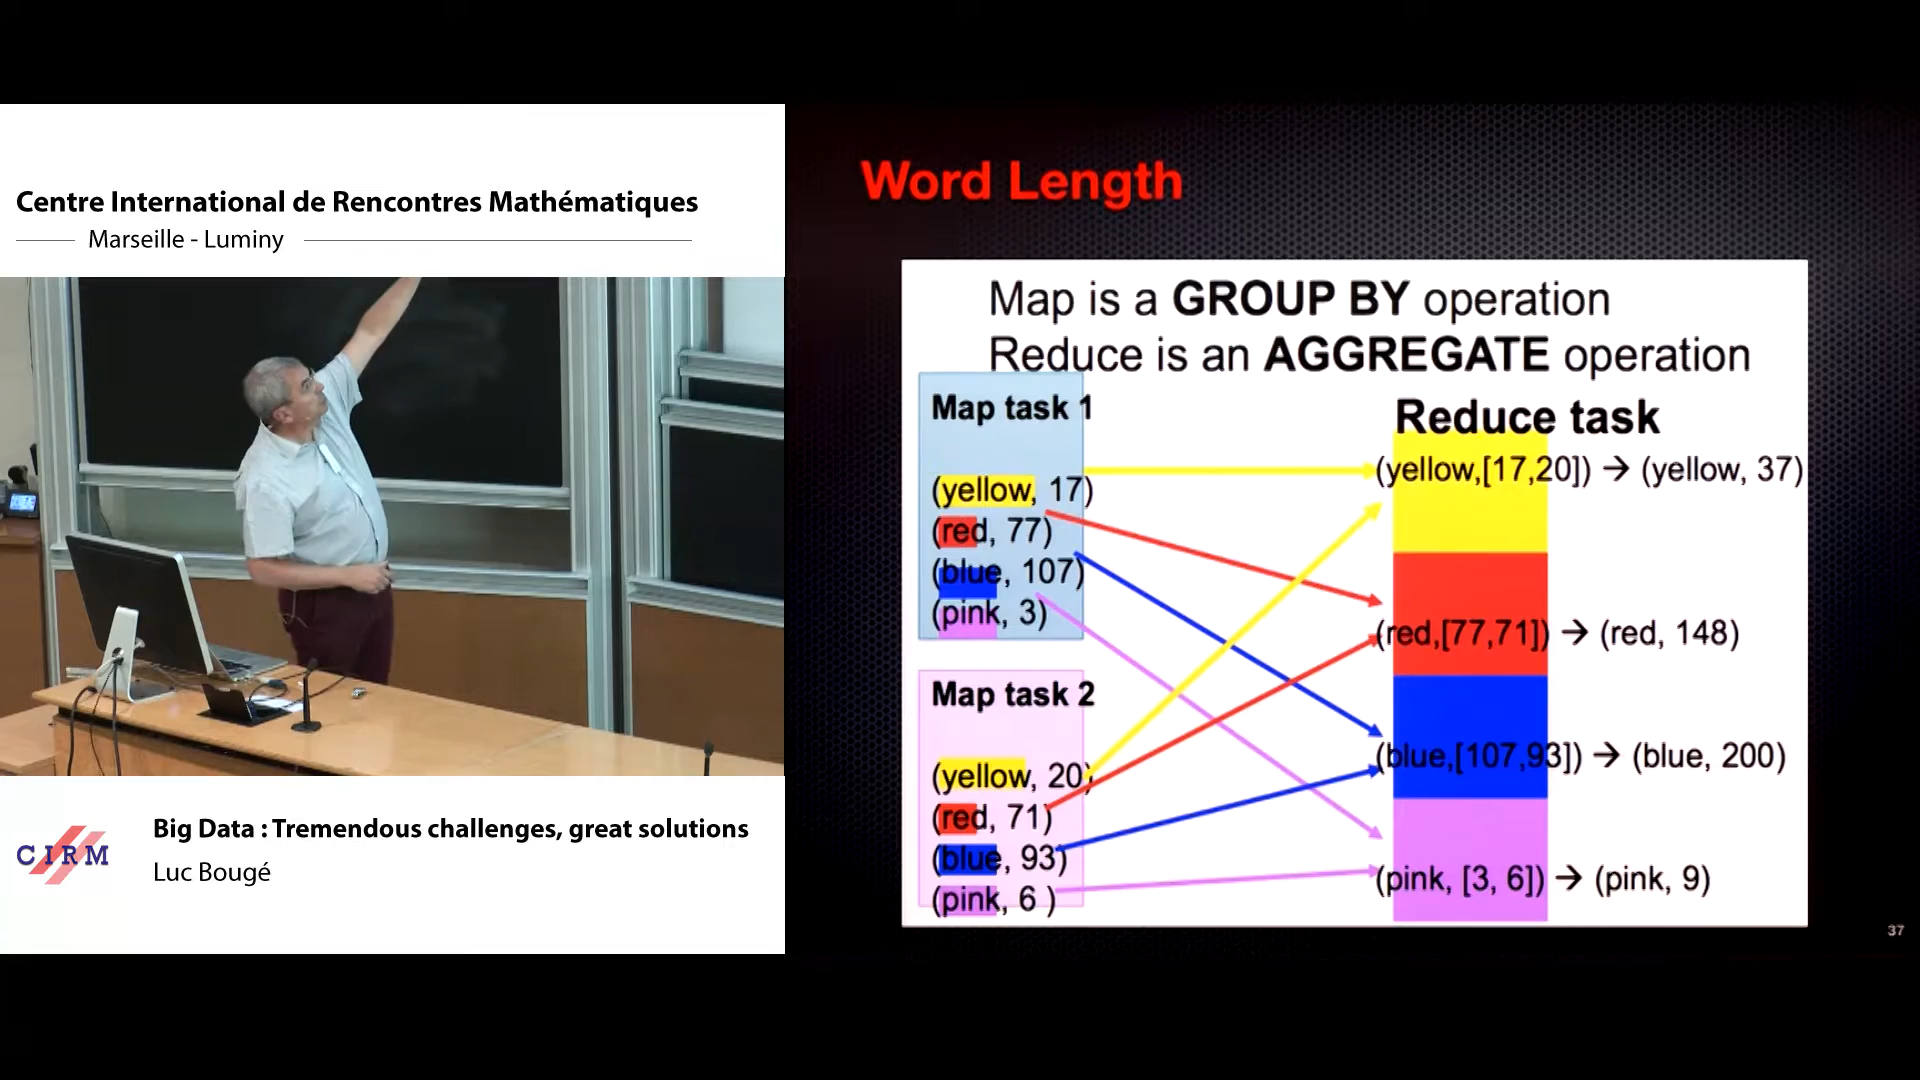 Centre International de Rencontres Mathématiques
Marseille - Luminy
CIRM
Big Data : Tremendous challenges, great solutions
Luc Bougé
Word Length
Map is a GROUP BY operation
Reduce is an AGGREGATE operation
Map task 1
(yellow, 17)
(red, 77)
(blue, 107)
(pink, 3)
Map task 2
(yellow, 20)
(red, 71)
(blue, 93)
(pink, 6 )
Reduce task
(yellow,[17,20]) → (yellow, 37)
(red,[77,71]) → (red, 148)
(blue,[107,93]) → (blue, 200)
(pink, [3, 6]) → (pink, 9)
37